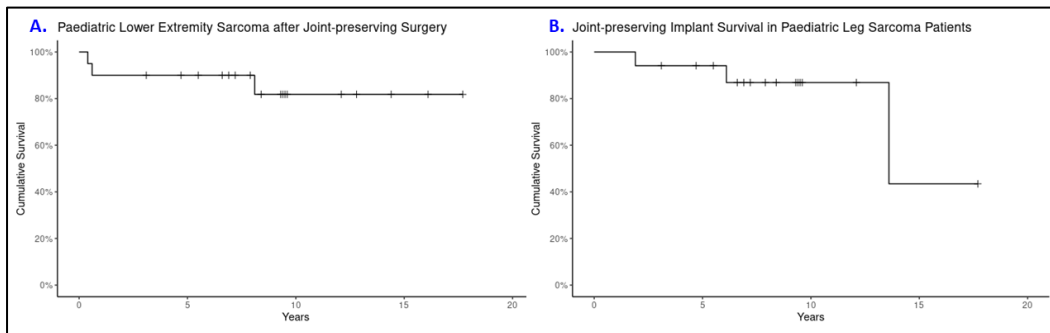 A. Paediatric Lower Extremity Sarcoma after Joint-preserving Surgery
100%
80%
60%
40%
20%
0%
Cumulative Survival
0 5 10 15 20
Years
B. Joint-preserving Implant Survival in Paediatric Leg Sarcoma Patients
100%
80%
60%
40%
20%
0%
Cumulative Survival
0 5 10 15 20
Years